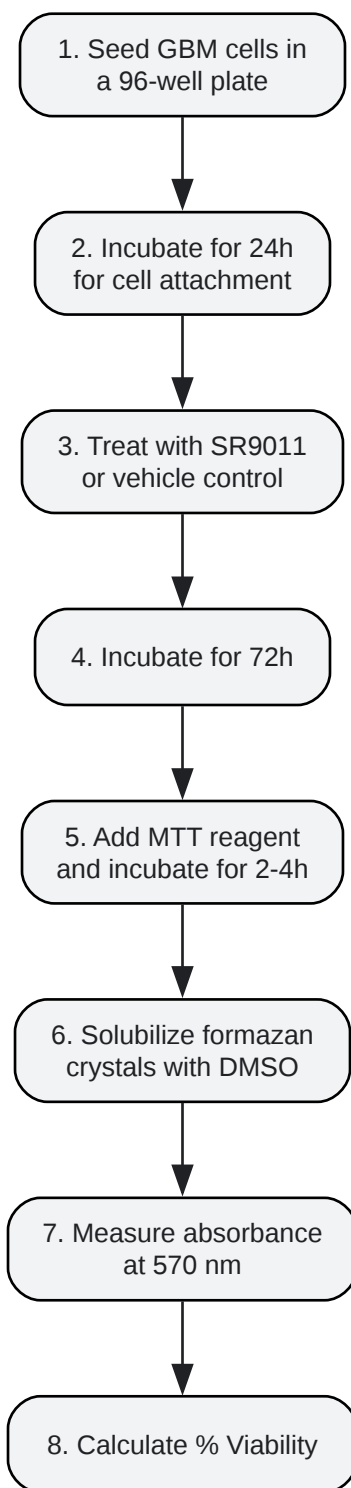 1. Seed GBM cells in
a 96-well plate
2. Incubate for 24h
for cell attachment
3. Treat with SR9011
or vehicle control
4. Incubate for 72h
5. Add MTT reagent
and incubate for 2-4h
6. Solubilize formazan
crystals with DMSO
7. Measure absorbance
at 570 nm
8. Calculate % Viability